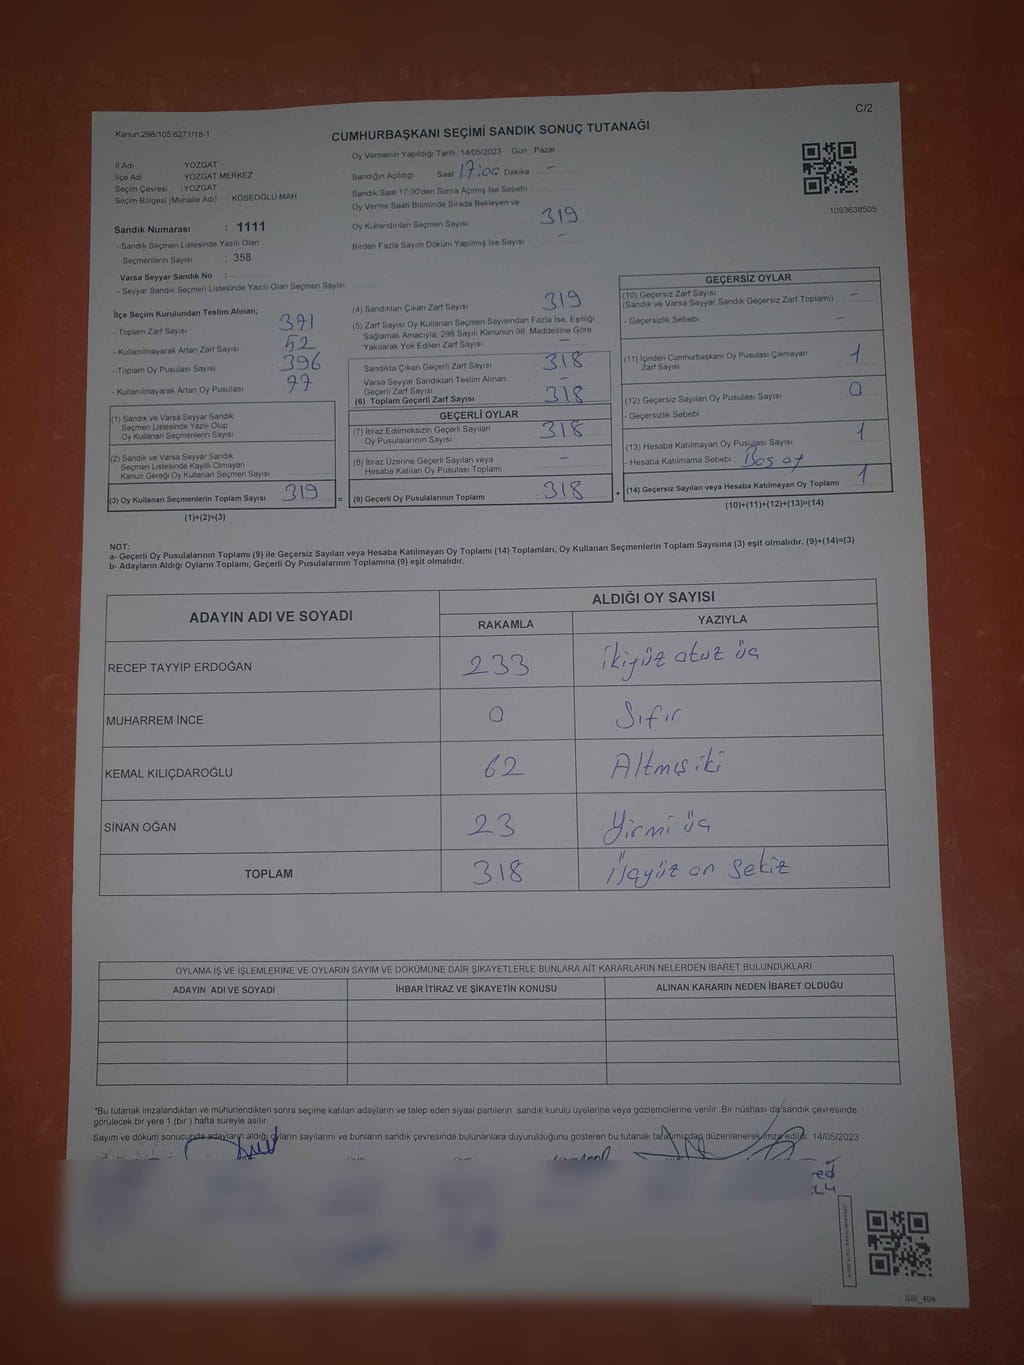 C/2
Kanun;298/105;6271/18-1
CUMHURBAŞKANI SEÇİMİ SANDIK SONUÇ TUTANAĞI
Oy Vermenin Yapıldığı Tarih :14/05/2023 Gün : Pazar
İl Adı YOZGAT
İlçe Adı YOZGAT MERKEZ
Seçim Çevresi : YOZGAT
Seçim Bölgesi (Mahalle Adı) : KÖSEOĞLU MAH
Sandığın Açıldığı Saat 17:00 Dakika -
Sandık Saat 17:00'den Sonra Açımış İse Sebebi
Oy Verme Saati Bitiminde Sırada Bekleyen ve
Oy Kullandırılan Seçmen Sayısı 319
Birden Fazla Sayım Döküm Yapılmış İse Sayısı -
1093638505
Sandık Numarası : 1111
- Sandık Seçmen Listesinde Yazılı Olan
Seçmenlerin Sayısı : 358
Varsa Seyyar Sandık No :
- Seyyar Sandık Seçmen Listesinde Yazılı Olan Seçmen Sayısı
İlçe Seçim Kurulundan Teslim Alınan;
- Toplam Zarf Sayısı 371
- Kullanılmayarak Artan Zarf Sayısı 52
- Toplam Oy Pusulası Sayısı 396
- Kullanılmayarak Artan Oy Pusulası 77
(1) Sandık ve Varsa Seyyar Sandık
Seçmen Listesinde Yazılı Olup
Oy Kullanan Seçmenlerin Sayısı
(2) Sandık ve Varsa Seyyar Sandık
Seçmen Listesinde Kayıtlı Olmayan
Kanun Gereği Oy Kullanan Seçmen Sayısı
(3) Oy Kullanan Seçmenlerin Toplam Sayısı 319 =
(1)+(2)=(3)
(4) Sandıktan Çıkan Zarf Sayısı 319
(5) Zarf Sayısı Oy Kullanan Seçmen Sayısından Fazla İse, Eşitliği
Sağlamak Amacıyla, 298 Sayılı Kanunun 98. Maddesine Göre
Yakılarak Yok Edilen Zarf Sayısı -
Sandıkta Çıkan Geçerli Zarf Sayısı 318
Varsa Seyyar Sandıktan Teslim Alınan
Geçerli Zarf Sayısı -
(6) Toplam Geçerli Zarf Sayısı 318
GEÇERLİ OYLAR
(7) İtiraz Edilmeksizin Geçerli Sayılan
Oy Pusulalarının Sayısı 318
(8) İtiraz Üzerine Geçerli Sayılan veya
Hesaba Katılan Oy Pusulası Toplamı -
(9) Geçerli Oy Pusulalarının Toplamı : 318 +
GEÇERSİZ OYLAR
(10) Geçersiz Zarf Sayısı
(Sandık ve Varsa Seyyar Sandık Geçersiz Zarf Toplamı) -
- Geçersizlik Sebebi -
(11) İçinden Cumhurbaşkanı Oy Pusulası Çıkmayan
Zarf Sayısı 1
(12) Geçersiz Sayılan Oy Pusulası Sayısı 0
- Geçersizlik Sebebi
(13) Hesaba Katılmayan Oy Pusulası Sayısı 1
- Hesaba Katılmama Sebebi : Boş oy
(14) Geçersiz Sayılan veya Hesaba Katılmayan Oy Toplamı 1
(10)+(11)+(12)+(13)=(14)
NOT:
a- Geçerli Oy Pusulalarının Toplamı (9) ile Geçersiz Sayılan veya Hesaba Katılmayan Oy Toplamı (14) Toplamları, Oy Kullanan Seçmenlerin Toplam Sayısına (3) eşit olmalıdır. (9)+(14)=(3)
b- Adayların Aldığı Oyların Toplamı, Geçerli Oy Pusulalarının Toplamına (9) eşit olmalıdır.
ADAYIN ADI VE SOYADI
ALDIĞI OY SAYISI
RAKAMLA YAZIYLA
RECEP TAYYİP ERDOĞAN 233 ikiyüz otuz üç
MUHARREM İNCE 0 Sıfır
KEMAL KILIÇDAROĞLU 62 Altmış iki
SİNAN OĞAN 23 Yirmi üç
TOPLAM 318 üçyüz on sekiz
OYLAMA İŞ VE İŞLEMLERİNE VE OYLARIN SAYIM VE DÖKÜMÜNE DAİR ŞİKAYETLERLE BUNLARA AİT KARARLARIN NELERDEN İBARET BULUNDUKLARI
ADAYIN ADI VE SOYADI İHBAR İTİRAZ VE ŞİKAYETİN KONUSU ALINAN KARARIN NEDEN İBARET OLDUĞU
*Bu tutanak imzalandıktan ve mühürlendikten sonra seçime katılan adayların ve talep eden siyasi partilerin sandık kurulu üyelerine veya gözlemcilerine verilir .Bir nüshası da sandık çevresinde
görülecek bir yere 1 (bir ) hafta süreyle asılır.
Sayım ve döküm sonucunda adayların aldığı oyların sayılarını ve bunların sandık çevresinde bulunanlara duyurulduğunu gösteren bu tutanak tarafımızdan düzenlenerek imza edildi. 14/05/2023
SSI_404